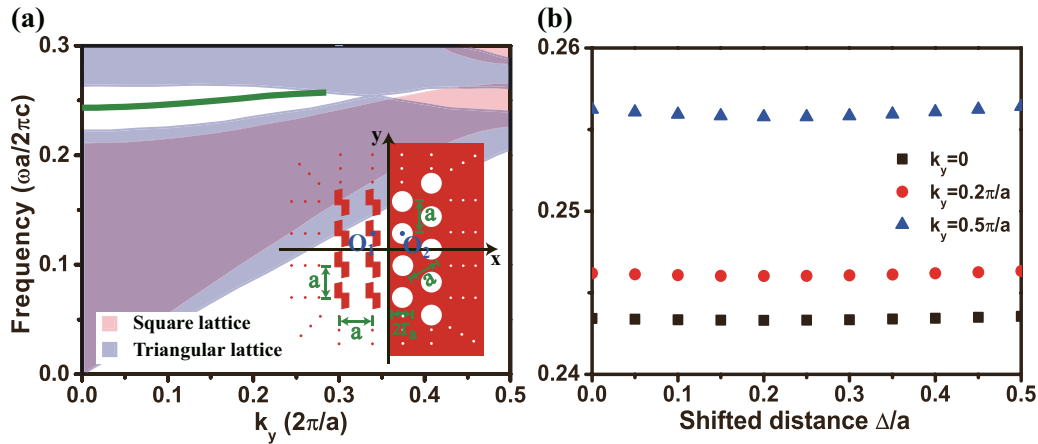 (a)
Frequency (ωa/2πc)
0.3
0.2
0.1
0.0
y
x
a
O₁
O₂
a
a
a
2rₐ
Square lattice
Triangular lattice
0.0 0.1 0.2 0.3 0.4 0.5
k_y (2π/a)
(b)
0.26
0.25
0.24
k_y=0
k_y=0.2π/a
k_y=0.5π/a
0.0 0.1 0.2 0.3 0.4 0.5
Shifted distance Δ/a